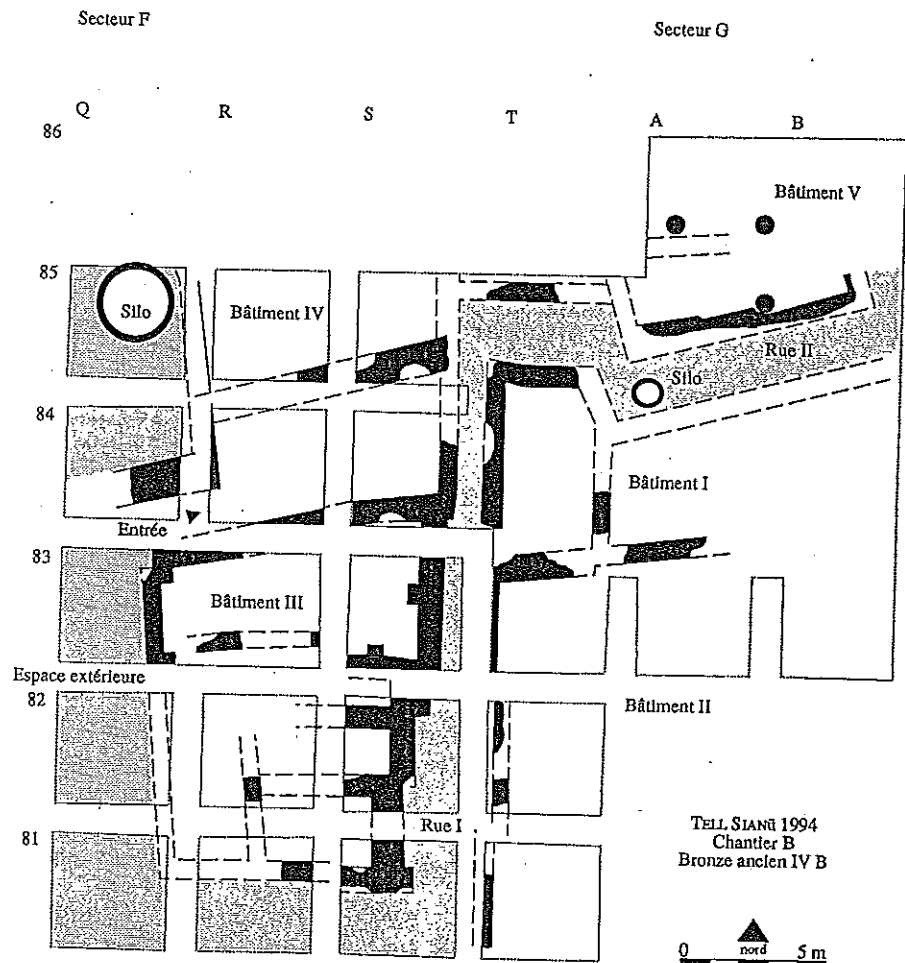 Secteur F
Secteur G
Q R S T A B
86
Bâtiment V
85
Silo
Bâtiment IV
Rue II
Silo
84
Bâtiment I
Entrée
83
Bâtiment III
Espace extérieure
82
Bâtiment II
81
Rue I
TELL SIANŪ 1994
Chantier B
Bronze ancien IV B
nord
0 5 m